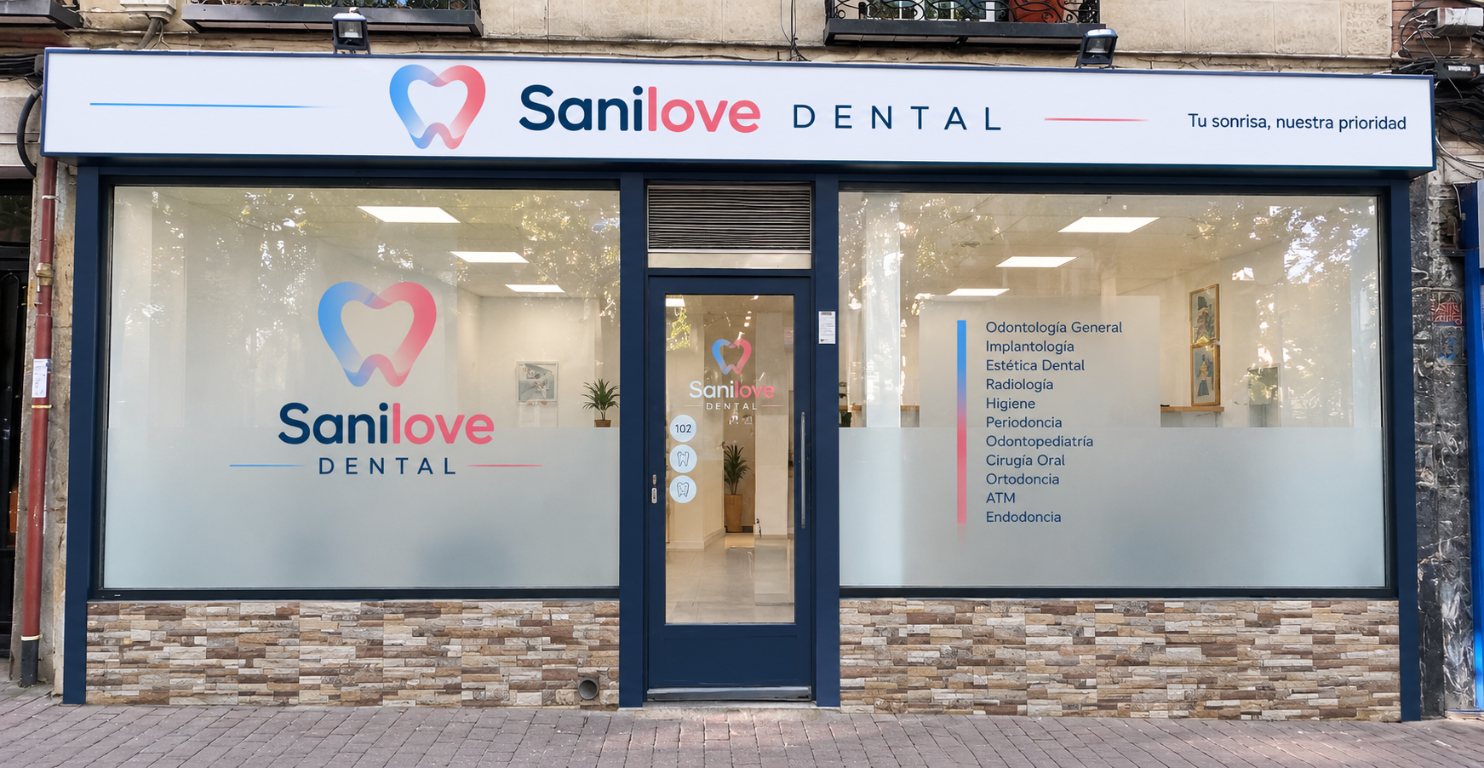 Sanilove DENTAL
Tu sonrisa, nuestra prioridad
Sanilove
DENTAL
Sanilove
DENTAL
102
Odontología General
Implantología
Estética Dental
Radiología
Higiene
Periodoncia
Odontopediatría
Cirugía Oral
Ortodoncia
ATM
Endodoncia